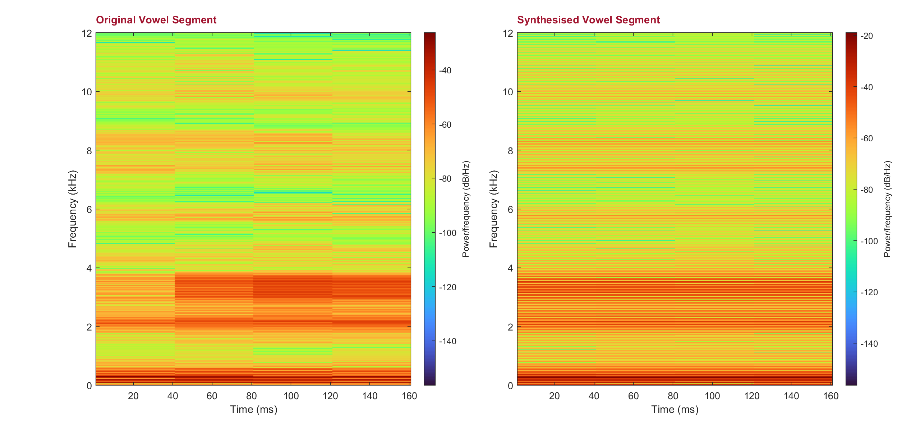 Original Vowel Segment
12
10
8
6
4
2
0
Frequency (kHz)
20 40 60 80 100 120 140 160
Time (ms)
-40
-60
-80
-100
-120
-140
Power/frequency (dB/Hz)
Synthesised Vowel Segment
12
10
8
6
4
2
0
Frequency (kHz)
20 40 60 80 100 120 140 160
Time (ms)
-20
-40
-60
-80
-100
-120
-140
Power/frequency (dB/Hz)